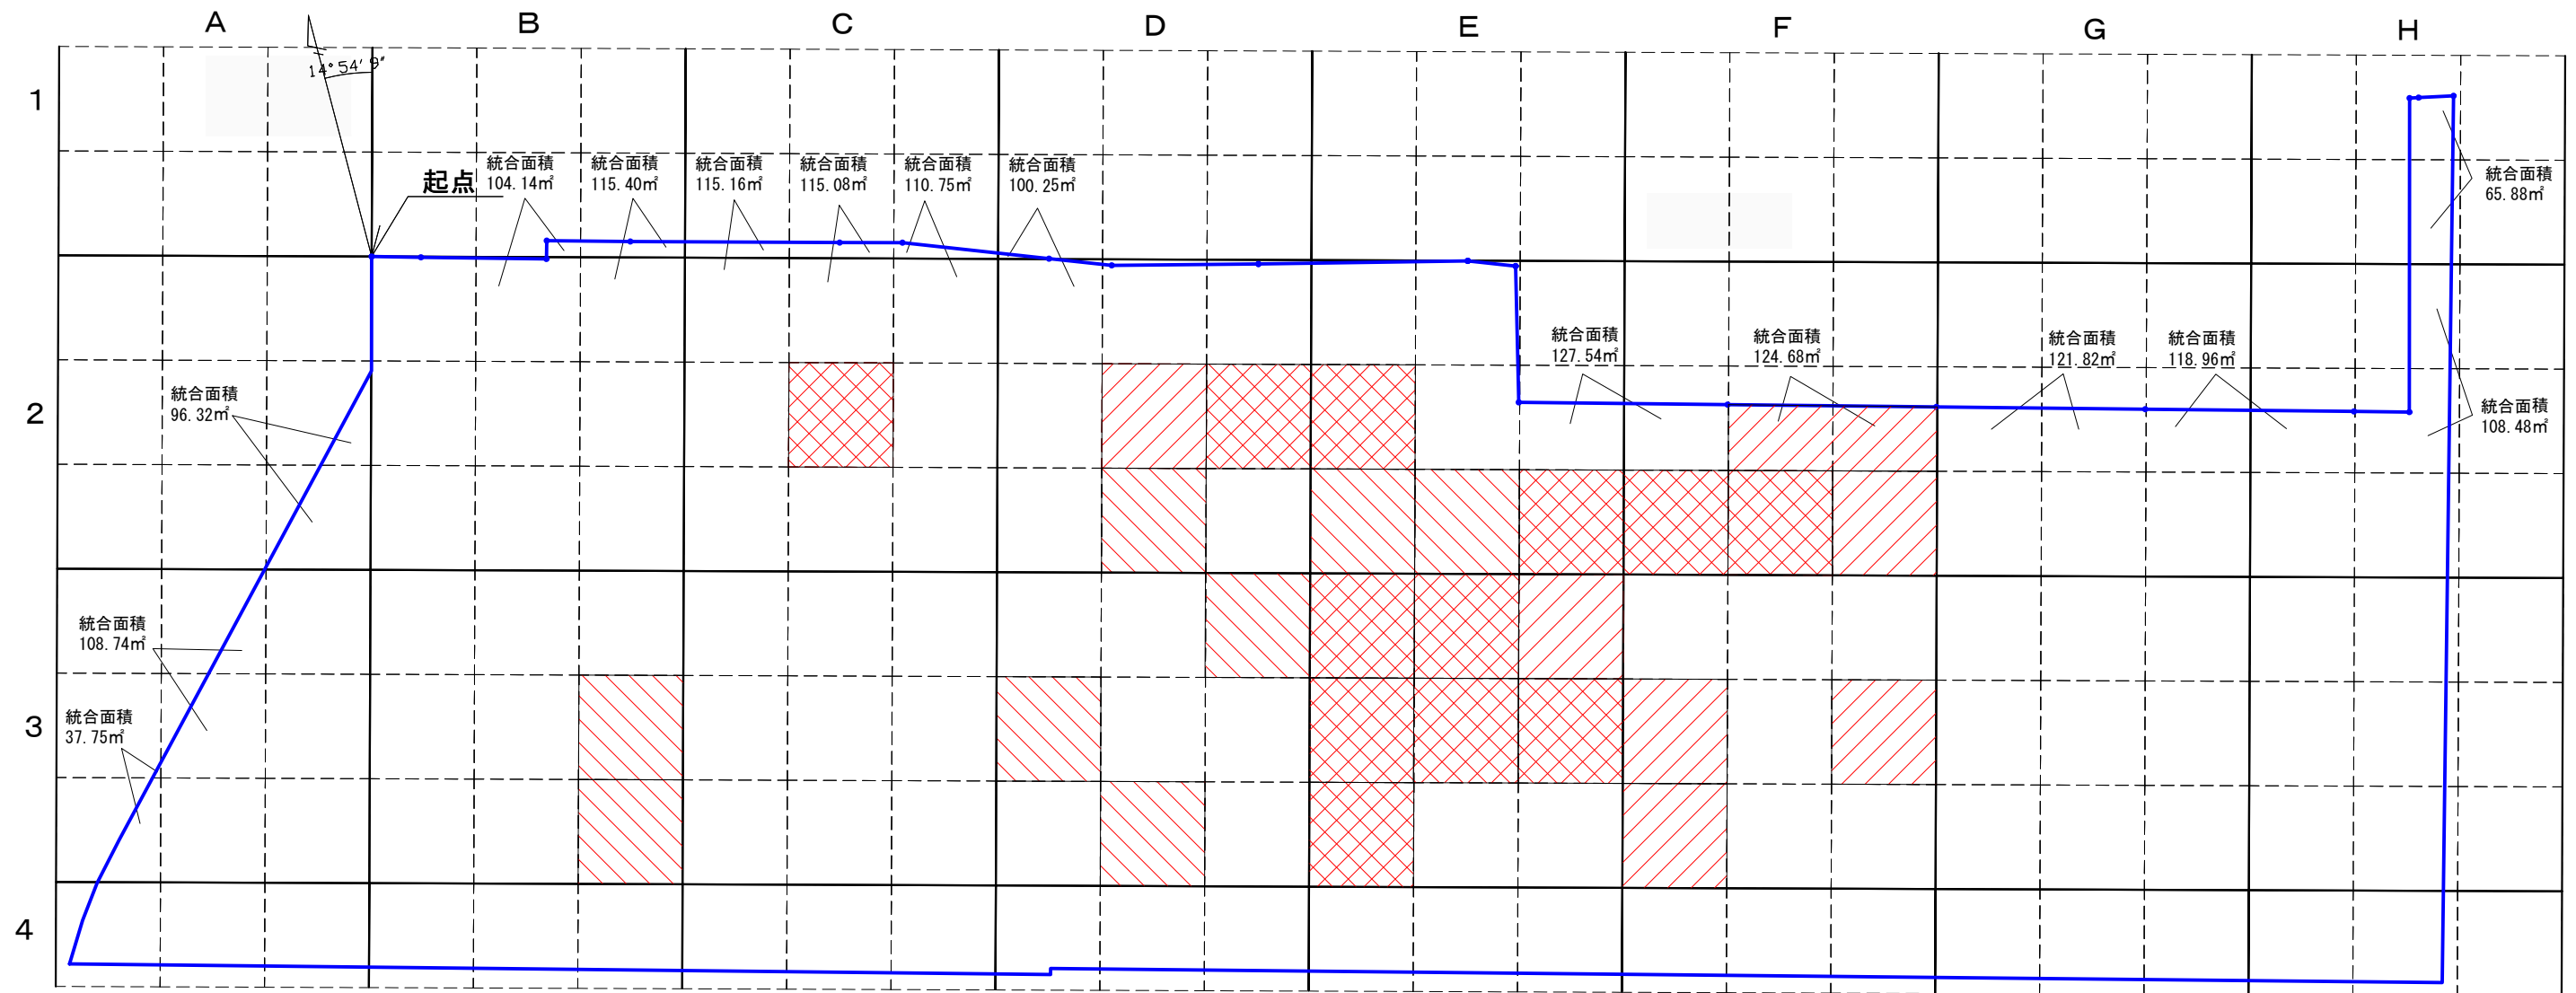 A B C D E F G H
14°54′9″
1
起点
統合面積
104.14㎡
統合面積
115.40㎡
統合面積
115.16㎡
統合面積
115.08㎡
統合面積
110.75㎡
統合面積
100.25㎡
統合面積
65.88㎡
統合面積
127.54㎡
統合面積
124.68㎡
統合面積
121.82㎡
統合面積
118.96㎡
統合面積
96.32㎡
2
統合面積
108.48㎡
統合面積
108.74㎡
統合面積
37.75㎡
3
4